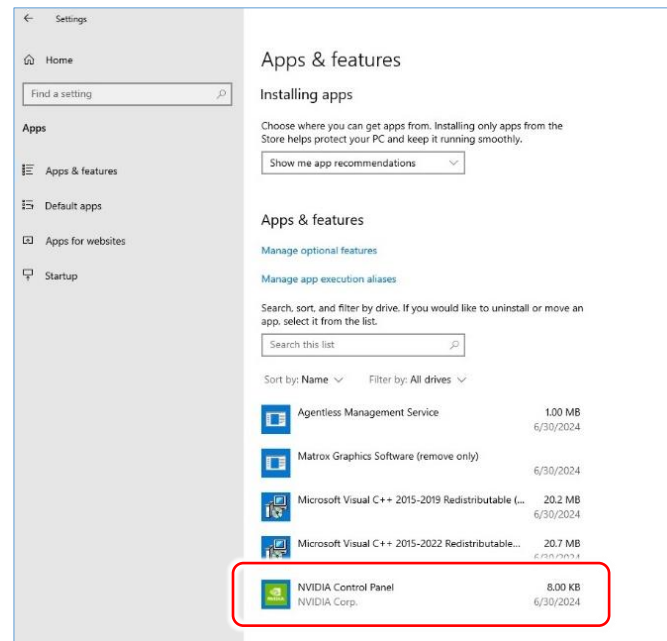 Settings
Home
Find a setting
Apps
Apps & features
Default apps
Apps for websites
Startup
Apps & features
Installing apps
Choose where you can get apps from. Installing only apps from the
Store helps protect your PC and keep it running smoothly.
Show me app recommendations
Apps & features
Manage optional features
Manage app execution aliases
Search, sort, and filter by drive. If you would like to uninstall or move an
app, select it from the list.
Search this list
Sort by: Name Filter by: All drives
Agentless Management Service 1.00 MB
6/30/2024
Matrox Graphics Software (remove only)
6/30/2024
Microsoft Visual C++ 2015-2019 Redistributable (... 20.2 MB
6/30/2024
Microsoft Visual C++ 2015-2022 Redistributable... 20.7 MB
6/30/2024
NVIDIA Control Panel 8.00 KB
NVIDIA Corp. 6/30/2024